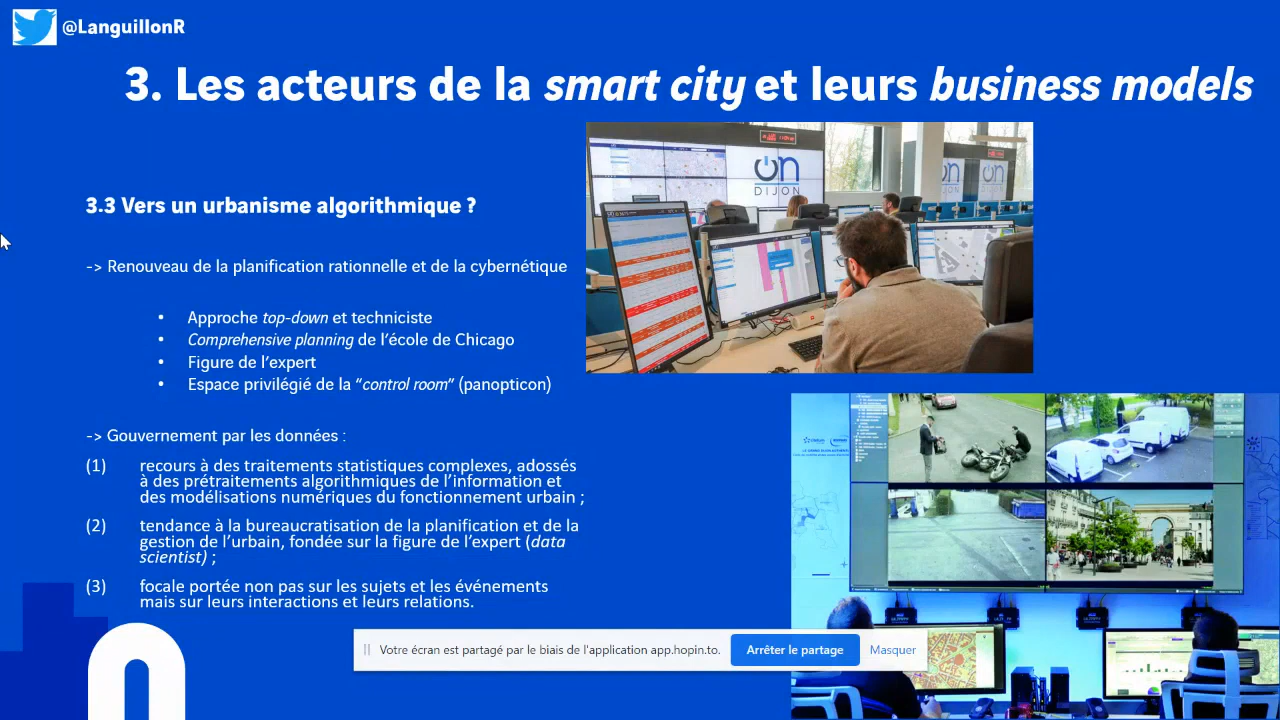 @LanguillonR
3. Les acteurs de la smart city et leurs business models
3.3 Vers un urbanisme algorithmique ?
-> Renouveau de la planification rationnelle et de la cybernétique
• Approche top-down et techniciste
• Comprehensive planning de l'école de Chicago
• Figure de l'expert
• Espace privilégié de la "control room" (panopticon)
-> Gouvernement par les données :
(1) recours à des traitements statistiques complexes, adossés
à des prétraitements algorithmiques de l'information et
des modélisations numériques du fonctionnement urbain ;
(2) tendance à la bureaucratisation de la planification et de la
gestion de l'urbain, fondée sur la figure de l'expert (data
scientist) ;
(3) focale portée non pas sur les sujets et les événements
mais sur leurs interactions et leurs relations.
On
DIJON
Votre écran est partagé par le biais de l'application app.hopin.to.
Arrêter le partage
Masquer